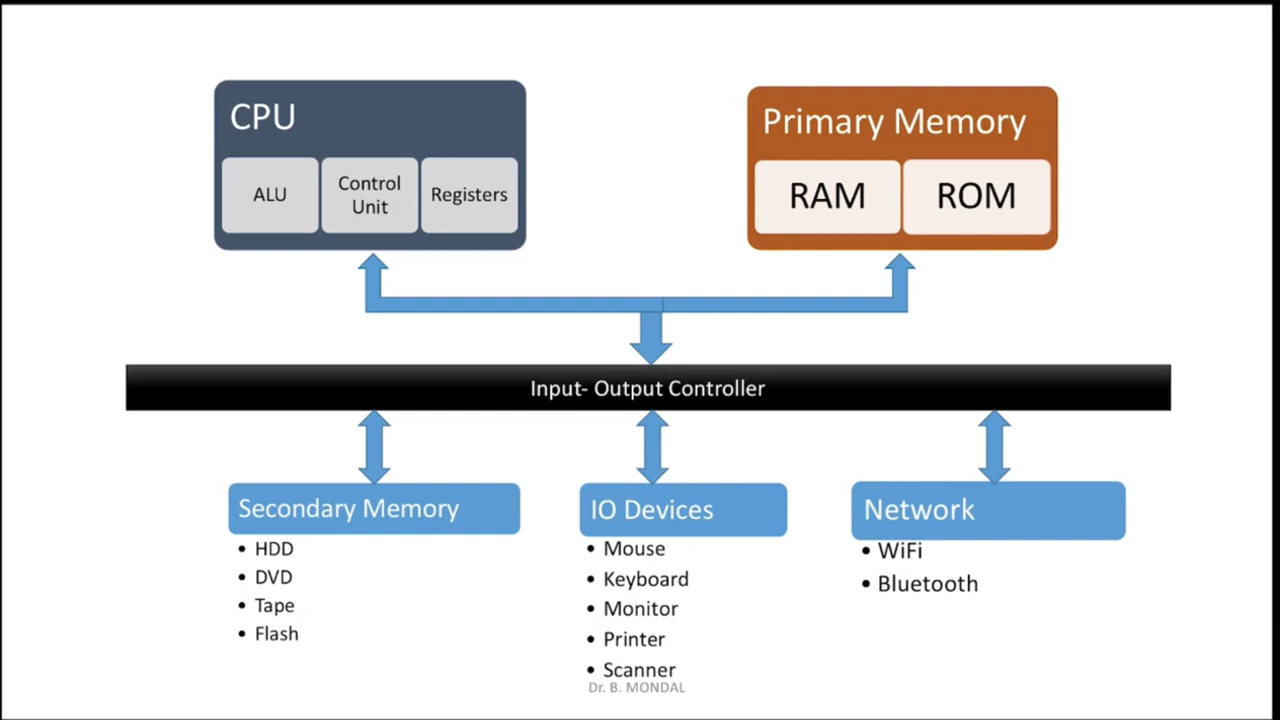 CPU
ALU
Control
Unit
Registers
Primary Memory
RAM
ROM
Input- Output Controller
Secondary Memory
• HDD
• DVD
• Tape
• Flash
IO Devices
• Mouse
• Keyboard
• Monitor
• Printer
• Scanner
Network
• WiFi
• Bluetooth
Dr. B. MONDAL